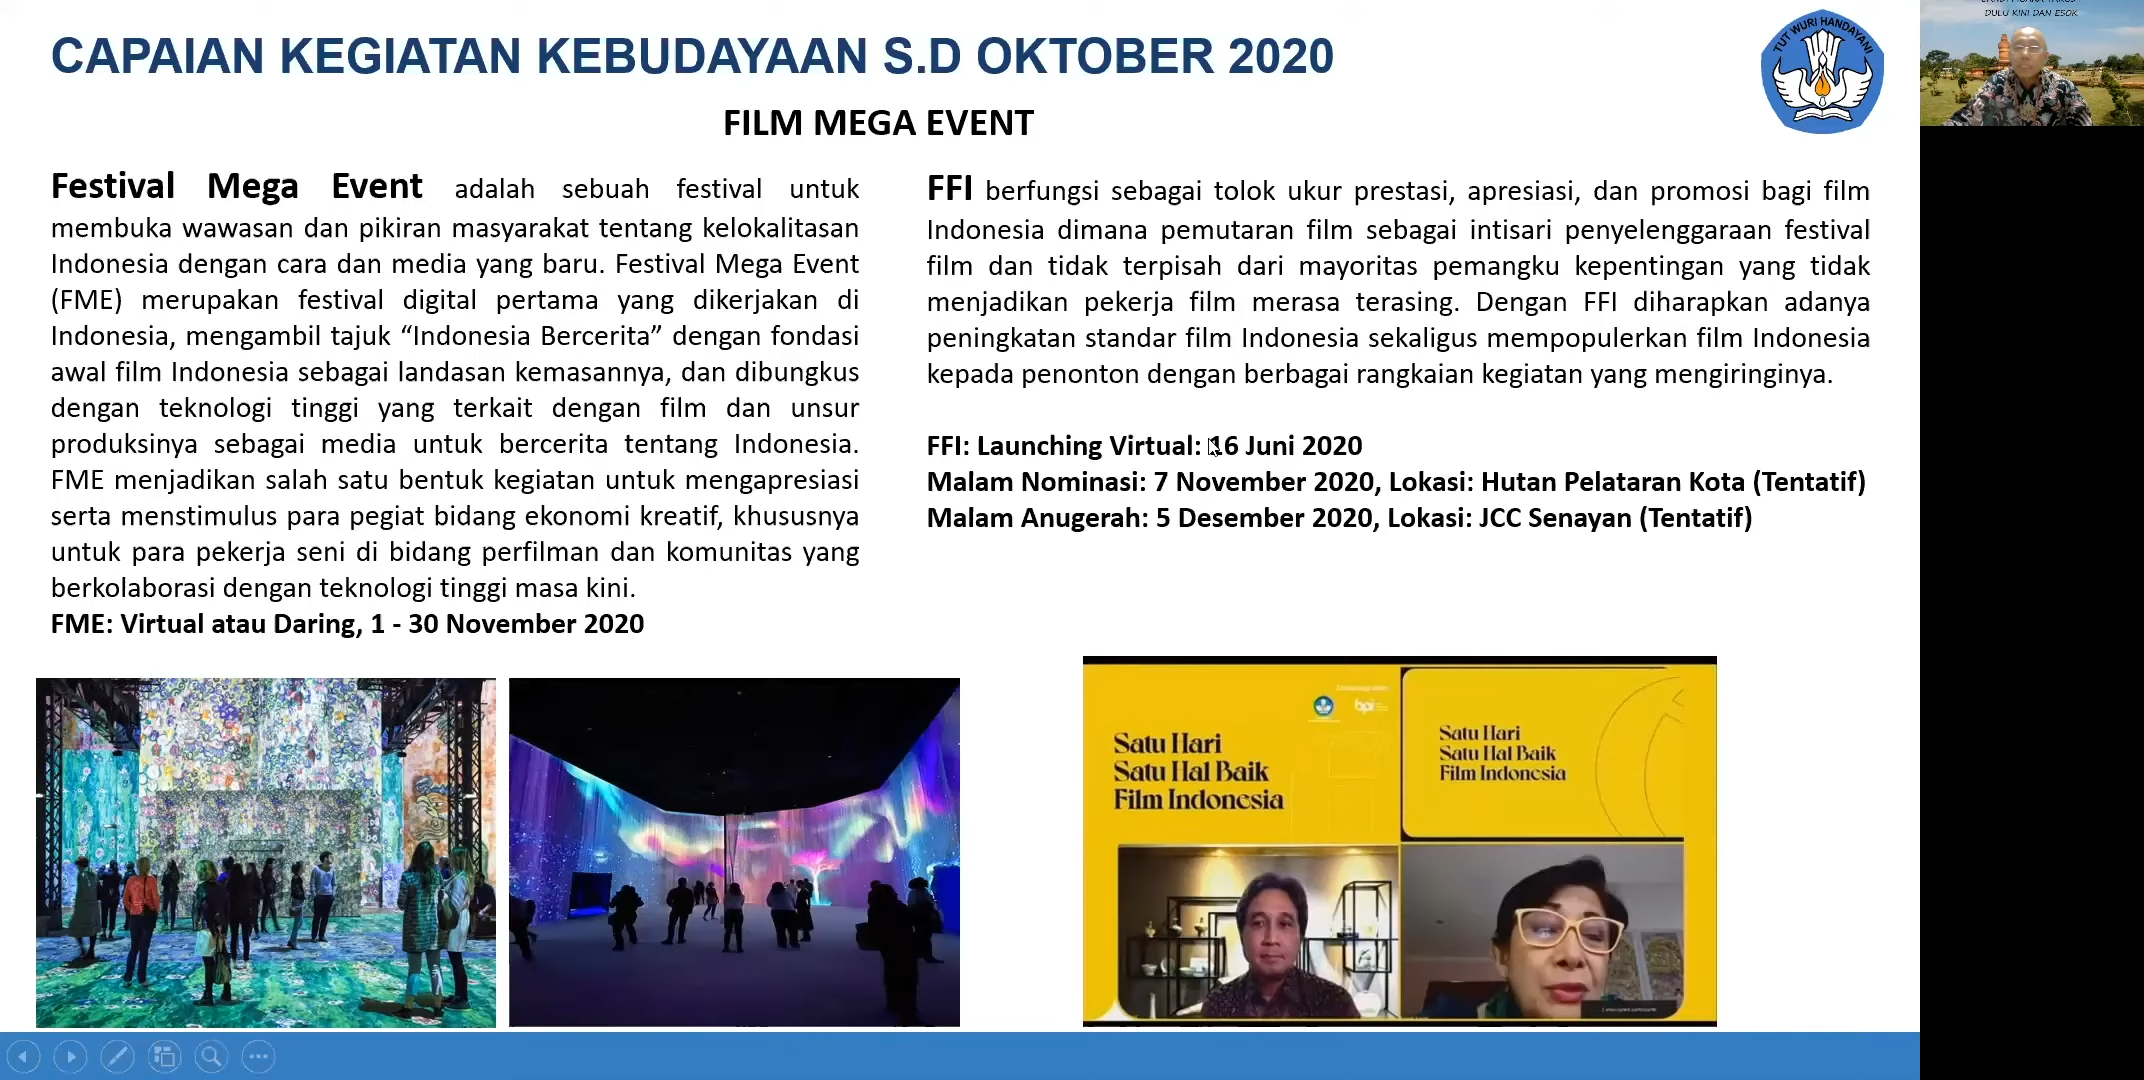 CAPAIAN KEGIATAN KEBUDAYAAN S.D OKTOBER 2020
TUT WURI HANDAYANI
DULU KINI DAN ESOK
FILM MEGA EVENT
Festival Mega Event adalah sebuah festival untuk
membuka wawasan dan pikiran masyarakat tentang kelokalitasan
Indonesia dengan cara dan media yang baru. Festival Mega Event
(FME) merupakan festival digital pertama yang dikerjakan di
Indonesia, mengambil tajuk “Indonesia Bercerita” dengan fondasi
awal film Indonesia sebagai landasan kemasannya, dan dibungkus
dengan teknologi tinggi yang terkait dengan film dan unsur
produksinya sebagai media untuk bercerita tentang Indonesia.
FME menjadikan salah satu bentuk kegiatan untuk mengapresiasi
serta menstimulus para pegiat bidang ekonomi kreatif, khususnya
untuk para pekerja seni di bidang perfilman dan komunitas yang
berkolaborasi dengan teknologi tinggi masa kini.
FME: Virtual atau Daring, 1 - 30 November 2020
FFI berfungsi sebagai tolok ukur prestasi, apresiasi, dan promosi bagi film
Indonesia dimana pemutaran film sebagai intisari penyelenggaraan festival
film dan tidak terpisah dari mayoritas pemangku kepentingan yang tidak
menjadikan pekerja film merasa terasing. Dengan FFI diharapkan adanya
peningkatan standar film Indonesia sekaligus mempopulerkan film Indonesia
kepada penonton dengan berbagai rangkaian kegiatan yang mengiringinya.
FFI: Launching Virtual: 16 Juni 2020
Malam Nominasi: 7 November 2020, Lokasi: Hutan Pelataran Kota (Tentatif)
Malam Anugerah: 5 Desember 2020, Lokasi: JCC Senayan (Tentatif)
bpi
Satu Hari
Satu Hal Baik
Film Indonesia
Satu Hari
Satu Hal Baik
Film Indonesia